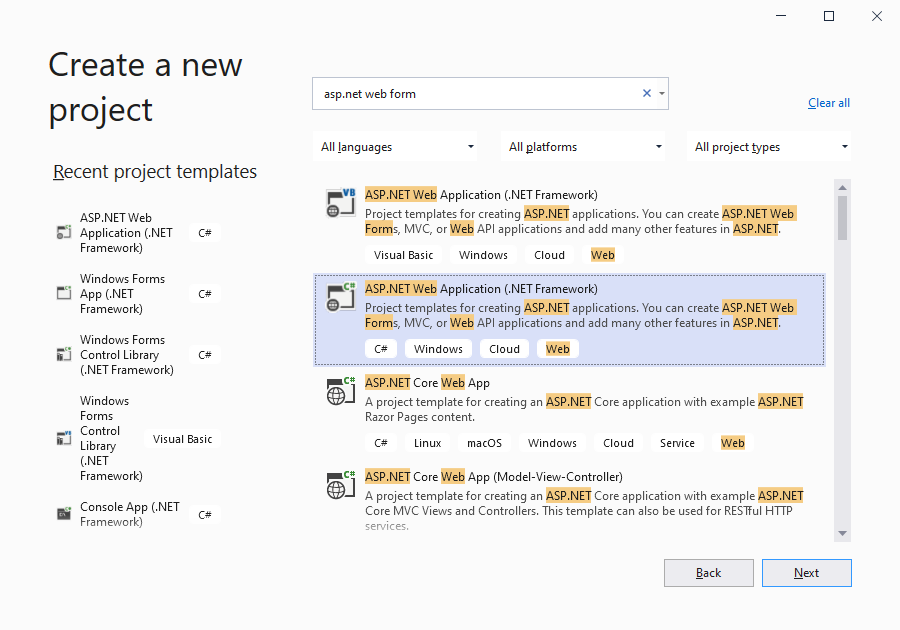 Create a new
project
Recent project templates
ASP.NET Web
Application (.NET
Framework)
C#
Windows Forms
App (.NET
Framework)
C#
Windows Forms
Control Library
(.NET Framework)
C#
Windows
Forms
Control
Library
(.NET
Framework)
Visual Basic
Console App (.NET
Framework)
C#
asp.net web form
Clear all
All languages
All platforms
All project types
VB
ASP.NET Web Application (.NET Framework)
Project templates for creating ASP.NET applications. You can create ASP.NET Web
Forms, MVC, or Web API applications and add many other features in ASP.NET.
Visual Basic Windows Cloud Web
C#
ASP.NET Web Application (.NET Framework)
Project templates for creating ASP.NET applications. You can create ASP.NET Web
Forms, MVC, or Web API applications and add many other features in ASP.NET.
C# Windows Cloud Web
C#
ASP.NET Core Web App
A project template for creating an ASP.NET Core application with example ASP.NET
Razor Pages content.
C# Linux macOS Windows Cloud Service Web
C#
ASP.NET Core Web App (Model-View-Controller)
A project template for creating an ASP.NET Core application with example ASP.NET
Core MVC Views and Controllers. This template can also be used for RESTful HTTP
services.
Back
Next